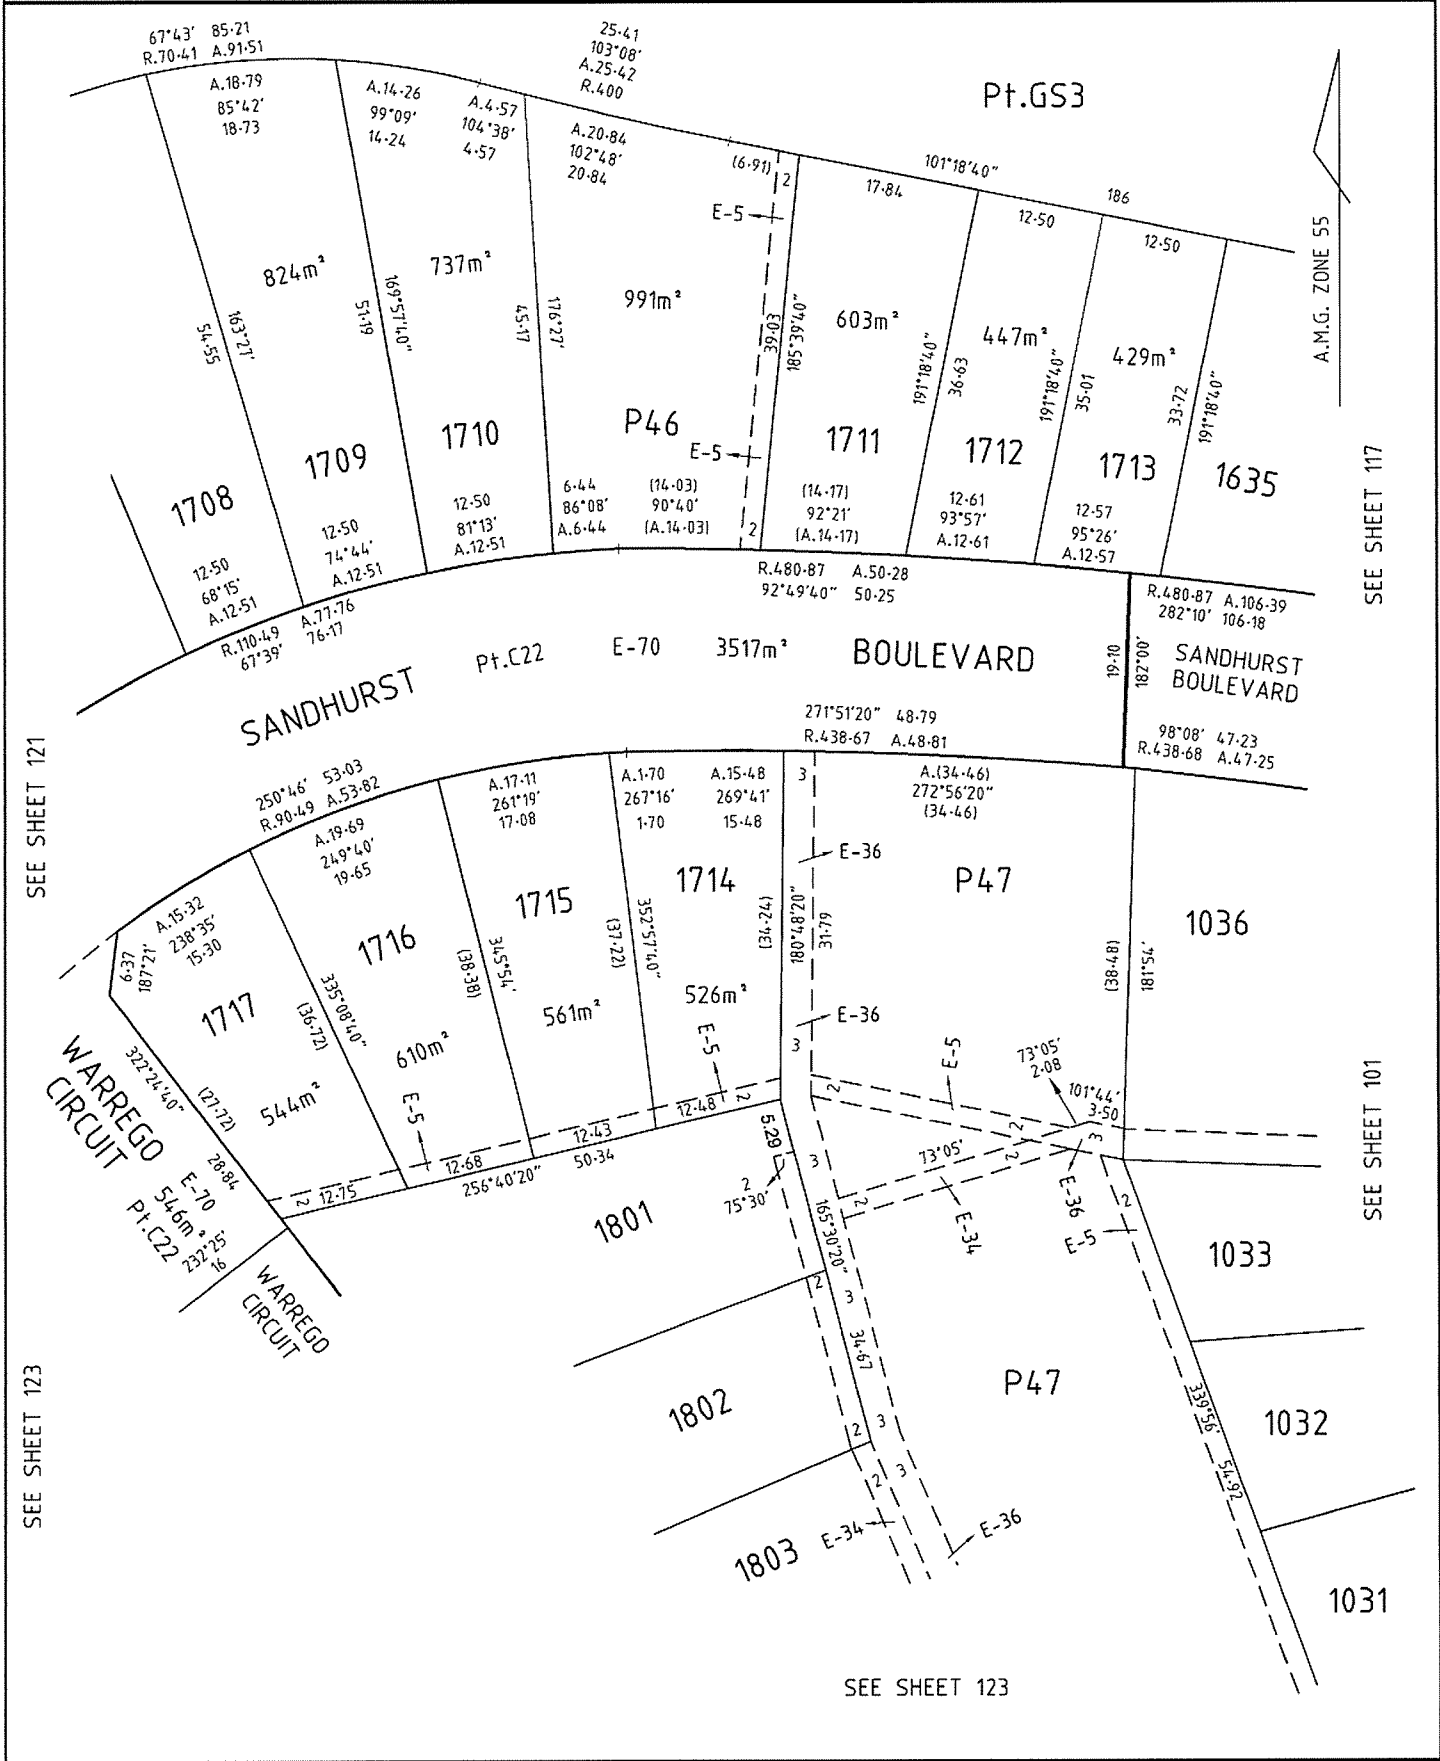 67°43' 85·21
R.70·41 A.91·51
25·41
103°08'
A.25·42
R.400
Pt.GS3
A.18·79
85°42'
18·73
A.14·26
99°09'
14·24
A.4·57
104°38'
4·57
A.20·84
102°48'
20·84
(6·91)
2
101°18'40"
186
17·84
12·50
12·50
A.M.G. ZONE 55
E-5
824m²
737m²
991m²
603m²
447m²
429m²
163°27'
54·55
169°57'40"
51·19
176°27'
45·17
39·03
185°39'40"
191°18'40"
36·63
191°18'40"
35·01
33·72
191°18'40"
P46
E-5
1708
1709
1710
1711
1712
1713
1635
SEE SHEET 117
12·50
68°15'
A.12·51
12·50
74°44'
A.12·51
12·50
81°13'
A.12·51
6·44
86°08'
A.6·44
(14·03)
90°40'
(A.14·03)
2
(14·17)
92°21'
(A.14·17)
12·61
93°57'
A.12·61
12·57
95°26'
A.12·57
R.110·49 A.77·76
67°39' 76·17
R.480·87 A.50·28
92°49'40" 50·25
R.480·87 A.106·39
282°10' 106·18
SANDHURST
Pt.C22
E-70
3517m²
BOULEVARD
19·10
182°00'
SANDHURST
BOULEVARD
271°51'20" 48·79
R.438·67 A.48·81
98°08' 47·23
R.438·68 A.47·25
SEE SHEET 121
250°46' 53·03
R.90·49 A.53·82
A.15·32
238°35'
15·30
A.19·69
249°40'
19·65
A.17·11
261°19'
17·08
A.1·70
267°16'
1·70
A.15·48
269°41'
15·48
3
A.(34·46)
272°56'20"
(34·46)
E-36
1717
1716
1715
1714
P47
1036
6·37
187°21'
335°08'40"
(36·72)
345°54'
(38·38)
352°57'40"
(37·22)
(34·24)
180°48'20"
31·79
(38·48)
181°54'
544m²
610m²
561m²
526m²
E-36
3
E-5
E-5
E-5
73°05'
2·08
101°44'
3·50
WARREGO
CIRCUIT
322°24'40"
(27·72)
28·84
E-70
546m²
Pt.C22
232°25'
16
WARREGO
CIRCUIT
2
12·75
12·68
12·43
12·48
2
256°40'20"
50·34
5·29
2
75°30'
3
2
73°05'
2
2
2
3
E-34
E-36
E-5
2
SEE SHEET 101
1801
165°30'20"
2
3
34·67
1033
1802
2
3
P47
339°56'
54·92
1032
1803
2
3
E-34
E-36
1031
SEE SHEET 123
SEE SHEET 123